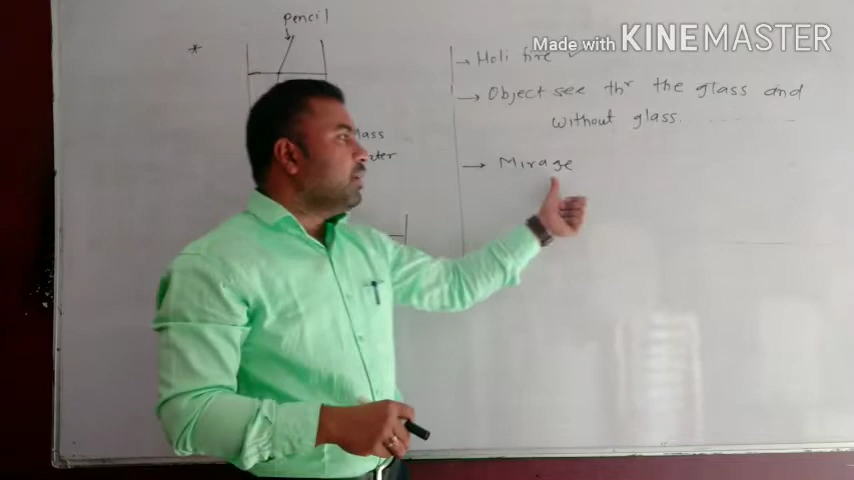 pencil
Made with KINEMASTER
* 
→ Holi fire
→ Object see thr the glass and
without glass.
→ Mirage